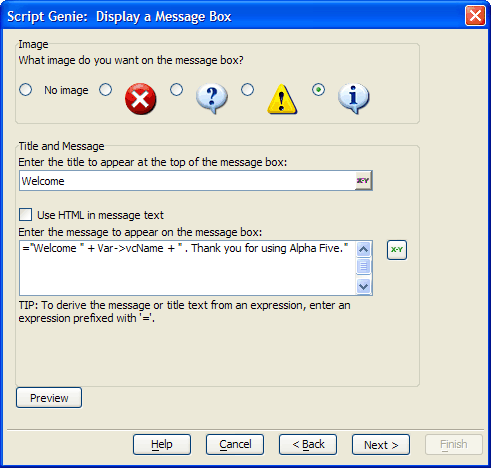 Script Genie: Display a Message Box
Image
What image do you want on the message box?
No image
Title and Message
Enter the title to appear at the top of the message box:
Welcome
X-Y
Use HTML in message text
Enter the message to appear on the message box:
="Welcome " + Var->vcName + " . Thank you for using Alpha Five."
X-Y
TIP: To derive the message or title text from an expression, enter an
expression prefixed with '='.
Preview
Help Cancel < Back Next > Finish